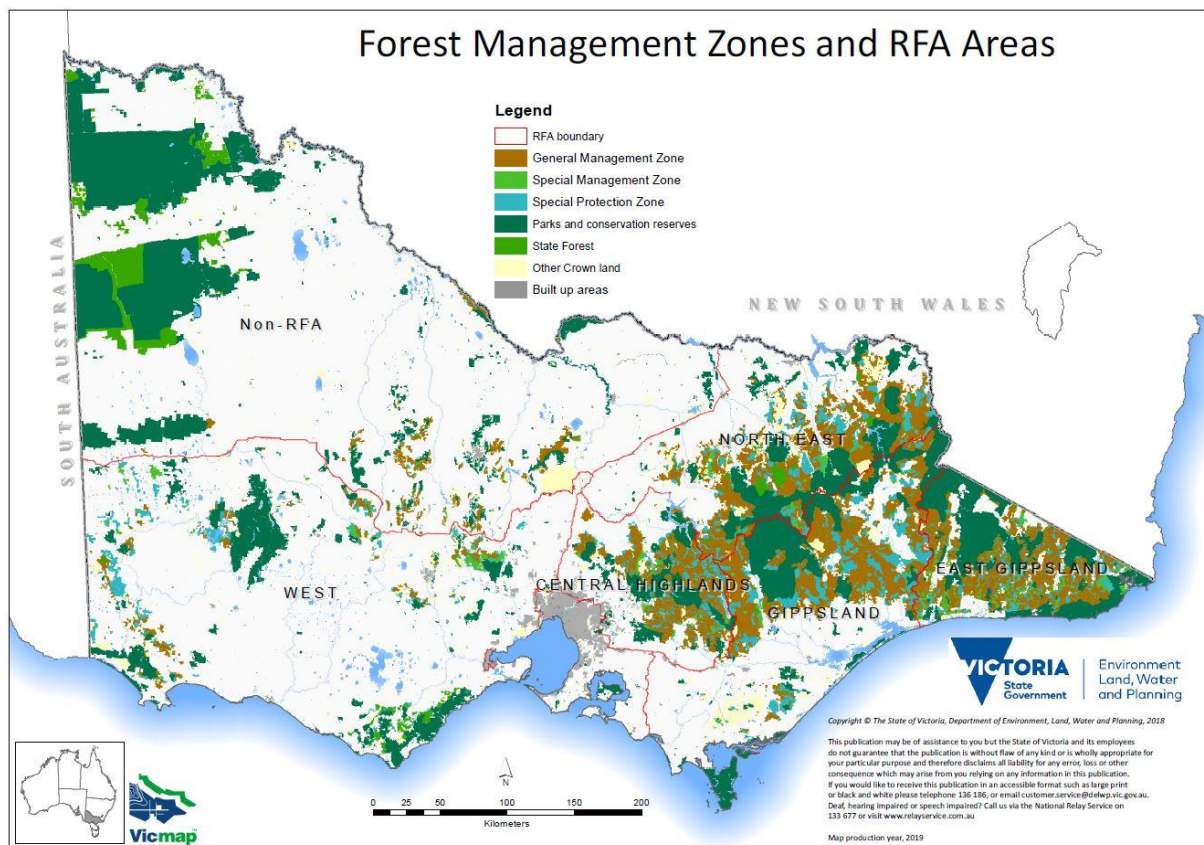 Forest Management Zones and RFA Areas
Legend
RFA boundary
General Management Zone
Special Management Zone
Special Protection Zone
Parks and conservation reserves
State Forest
Other Crown land
Built up areas
SOUTH AUSTRALIA
NEW SOUTH WALES
Non-RFA
NORTH EAST
WEST
CENTRAL HIGHLANDS
EAST GIPPSLAND
GIPPSLAND
VICTORIA
State
Government
Environment
Land, Water
and Planning
Copyright © The State of Victoria, Department of Environment, Land, Water and Planning, 2018
This publication may be of assistance to you but the State of Victoria and its employees
do not guarantee that the publication is without flaw of any kind or is wholly appropriate for
your particular purpose and therefore disclaims all liability for any error, loss or other
consequence which may arise from you relying on any information in this publication.
If you would like to receive this publication in an accessible format such as large print
or black and white please telephone 136 186, or email customer.service@delwp.vic.gov.au.
Deaf, hearing impaired or speech impaired? Call us via the National Relay Service on
133 677 or visit www.relayservice.com.au
Map production year, 2019
N
0 50 100 150 200
Kilometers
Vicmap™